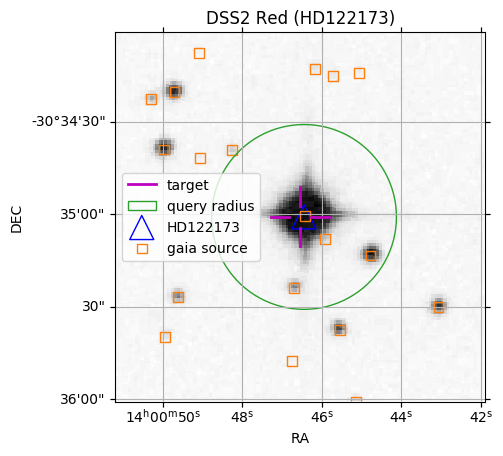 DSS2 Red (HD122173)
-30°34'30"
35'00"
30"
36'00"
DEC
target
query radius
HD122173
gaia source
14ʰ00ᵐ50ˢ
48ˢ
46ˢ
44ˢ
42ˢ
RA